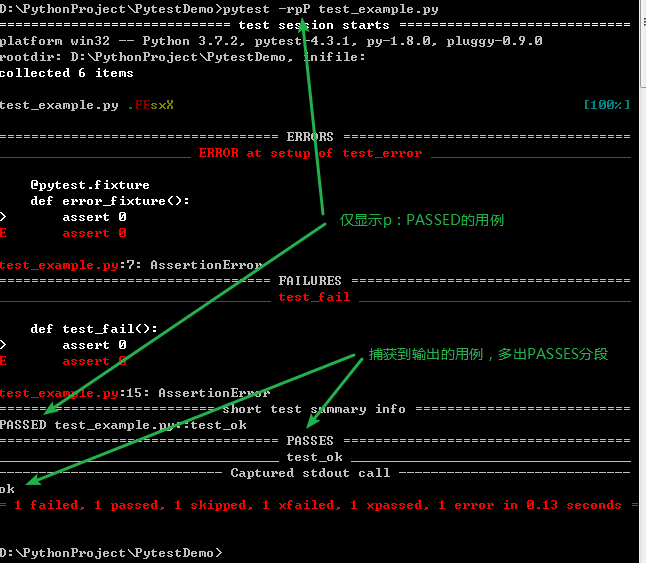 D:\PythonProject\PytestDemo>pytest -rpP test_example.py
============================= test session starts =============================
platform win32 -- Python 3.7.2, pytest-4.3.1, py-1.8.0, pluggy-0.9.0
rootdir: D:\PythonProject\PytestDemo, inifile:
collected 6 items
test_example.py .FEsxX [100%]
=================================== ERRORS ====================================
________________________ ERROR at setup of test_error _________________________
@pytest.fixture
def error_fixture():
> assert 0
E assert 0
仅显示p：PASSED的用例
test_example.py:7: AssertionError
================================== FAILURES ===================================
__________________________________ test_fail __________________________________
def test_fail():
> assert 0
捕获到输出的用例，多出PASSES分段
E assert 0
test_example.py:15: AssertionError
=========================== short test summary info ===========================
PASSED test_example.py::test_ok
=================================== PASSES ====================================
___________________________________ test_ok ___________________________________
---------------------------- Captured stdout call -----------------------------
ok
= 1 failed, 1 passed, 1 skipped, 1 xfailed, 1 xpassed, 1 error in 0.13 seconds =
D:\PythonProject\PytestDemo>